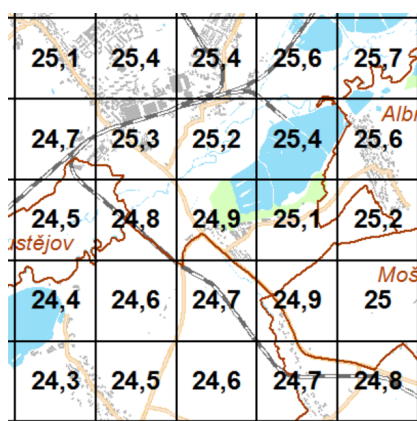 25,1 25,4 25,4 25,6 25,7
Albr
24,7 25,3 25,2 25,4 25,6
24,5 24,8 24,9 25,1 25,2
ustějov
Moš
24,4 24,6 24,7 24,9 25
24,3 24,5 24,6 24,7 24,8